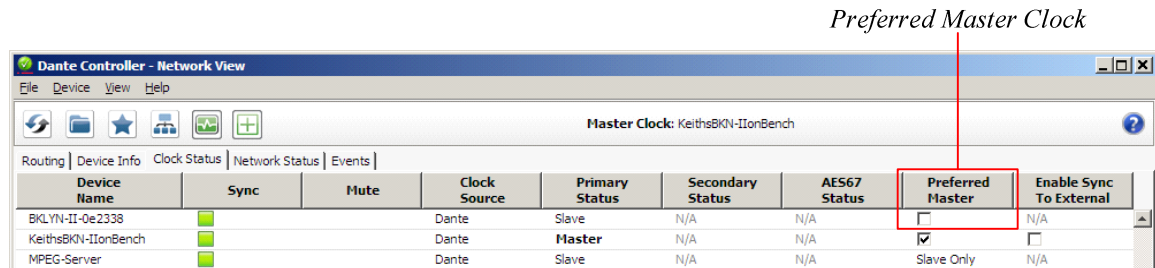 Preferred Master Clock
Dante Controller - Network View
File Device View Help
Master Clock: KeithsBKN-IIonBench
Routing Device Info Clock Status Network Status Events
Device Name Sync Mute Clock Source Primary Status Secondary Status AES67 Status Preferred Master Enable Sync To External
BKLYN-II-0e2338 Dante Slave N/A N/A N/A
KeithsBKN-IIonBench Dante Master N/A N/A
MPEG-Server Dante Slave N/A N/A Slave Only N/A